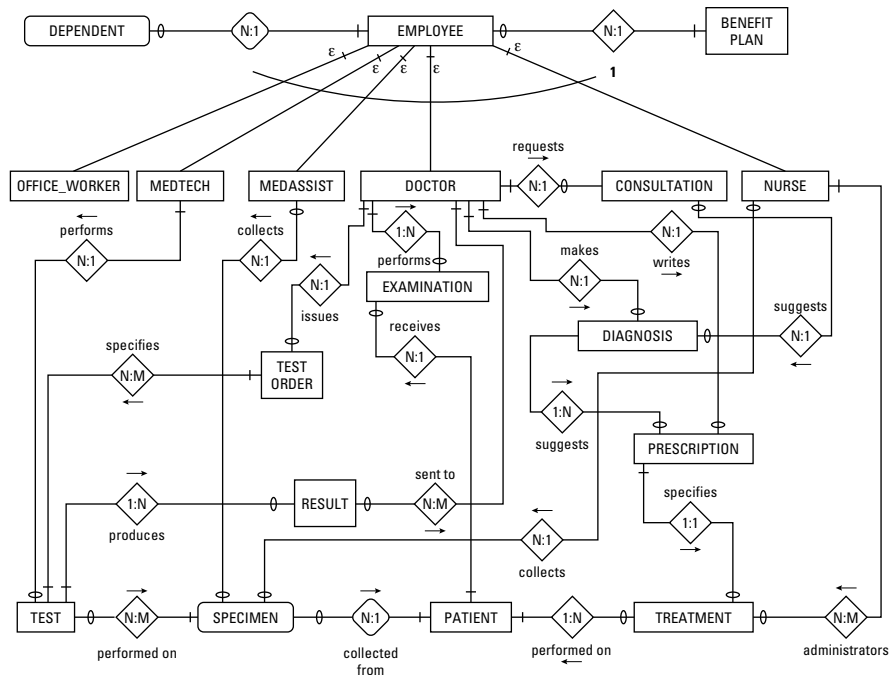 DEPENDENT
N:1
EMPLOYEE
N:1
BENEFIT
PLAN
ε
ε
ε
ε
ε
1
requests
OFFICE_WORKER
MEDTECH
MEDASSIST
DOCTOR
N:1
CONSULTATION
NURSE
performs
collects
N:1
N:1
1:N
performs
N:1
writes
makes
N:1
issues
N:1
EXAMINATION
suggests
N:1
receives
N:1
DIAGNOSIS
specifies
N:M
TEST
ORDER
1:N
suggests
PRESCRIPTION
sent to
1:N
produces
RESULT
N:M
specifies
1:1
N:1
collects
TEST
N:M
performed on
SPECIMEN
N:1
collected
from
PATIENT
1:N
performed on
TREATMENT
N:M
administrators